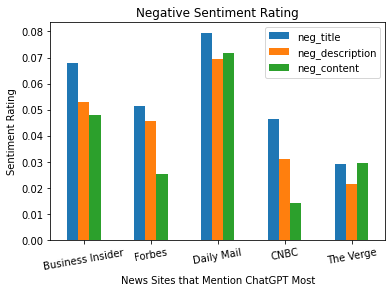 Negative Sentiment Rating
neg_title
neg_description
neg_content
Sentiment Rating
0.08
0.07
0.06
0.05
0.04
0.03
0.02
0.01
0.00
Business Insider
Forbes
Daily Mail
CNBC
The Verge
News Sites that Mention ChatGPT Most